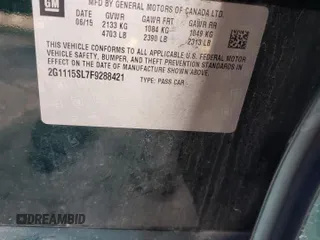 GM
MFD BY GENERAL MOTORS OF CANADA LTD.
DATE GVWR GAWR FRT GAWR RR
06/15 2133 KG 1084 KG 1049 KG
4703 LB 2390 LB 2313 LB
THIS VEHICLE CONFORMS TO ALL APPLICABLE U.S. FEDERAL MOTOR
VEHICLE SAFETY, BUMPER, AND THEFT PREVENTION STANDARDS
IN EFFECT ON THE DATE OF MANUFACTURE SHOWN ABOVE.
2G1115SL7F9288421
TYPE: PASS CAR
DREAMBID